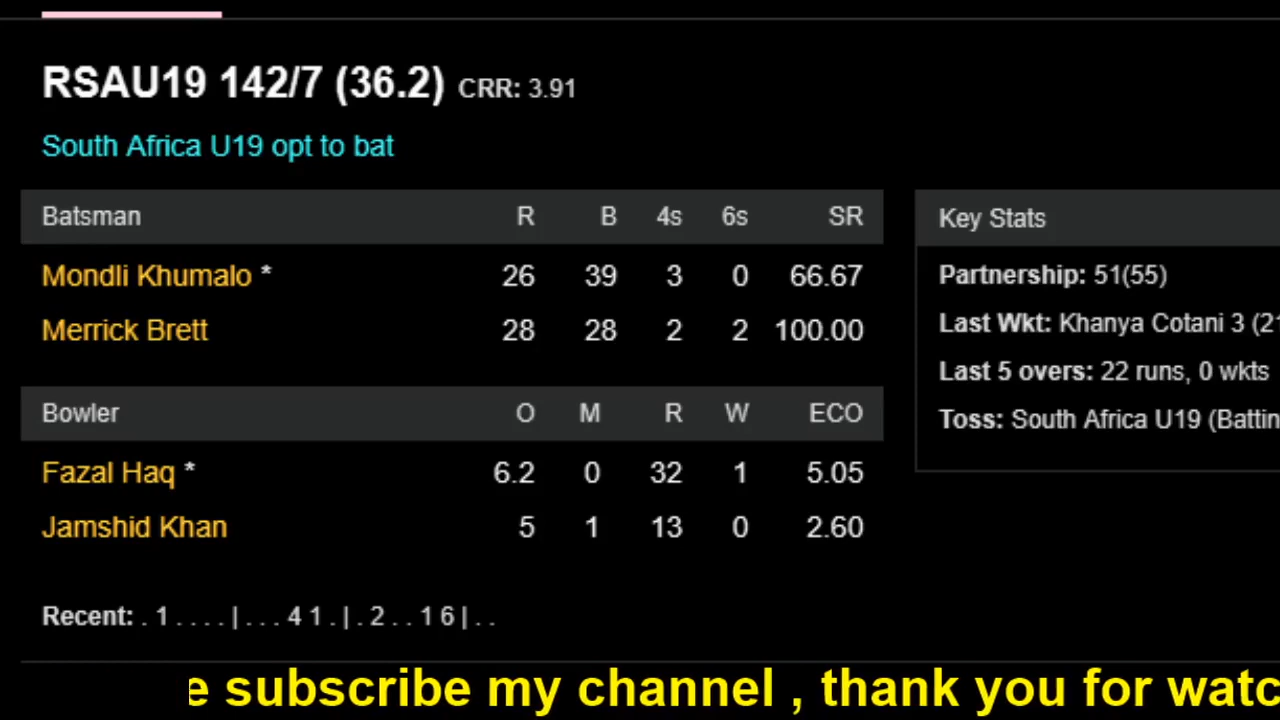 RSAU19 142/7 (36.2) CRR: 3.91
South Africa U19 opt to bat
Batsman R B 4s 6s SR
Mondli Khumalo * 26 39 3 0 66.67
Merrick Brett 28 28 2 2 100.00
Bowler O M R W ECO
Fazal Haq * 6.2 0 32 1 5.05
Jamshid Khan 5 1 13 0 2.60
Recent: . 1 . . . . | . . . 4 1 . | . 2 . . 1 6 | . .
Key Stats
Partnership: 51(55)
Last Wkt: Khanya Cotani 3 (2
Last 5 overs: 22 runs, 0 wkts
Toss: South Africa U19 (Battin
e subscribe my channel , thank you for watc